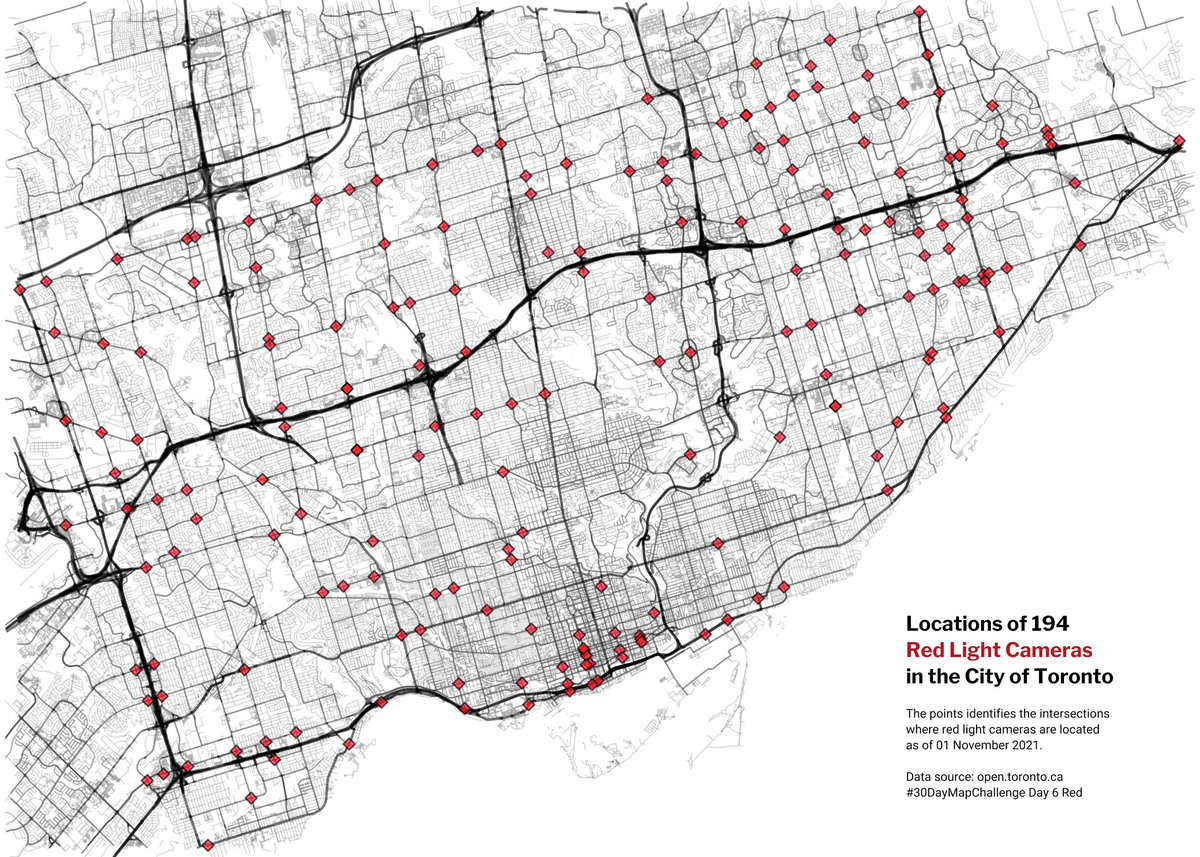 Locations of 194
Red Light Cameras
in the City of Toronto
The points identifies the intersections
where red light cameras are located
as of 01 November 2021.
Data source: open.toronto.ca
#30DayMapChallenge Day 6 Red